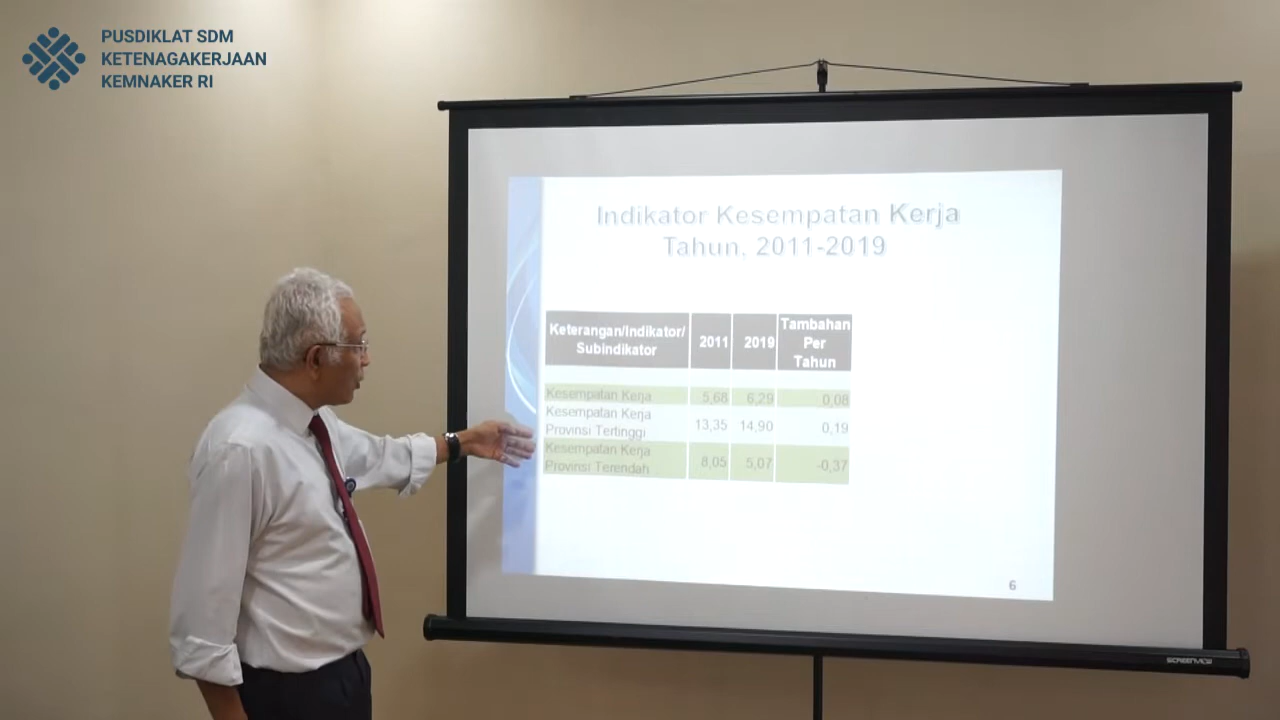 PUSDIKLAT SDM
KETENAGAKERJAAN
KEMNAKER RI
Indikator Kesempatan Kerja
Tahun, 2011-2019
Keterangan/Indikator/
Subindikator
2011
2019
Tambahan
Per
Tahun
Kesempatan Kerja
5,68
6,29
0,08
Kesempatan Kerja
Provinsi Tertinggi
13,35
14,90
0,19
Kesempatan Kerja
Provinsi Terendah
8,05
5,07
-0,37
6
SCREENVIEW